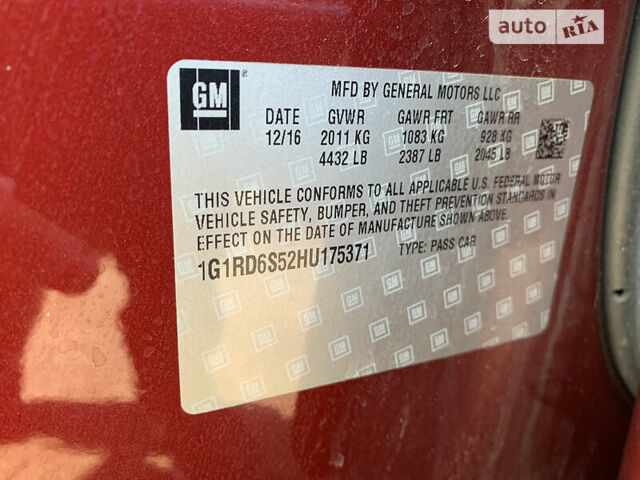 auto RIA
GM ®
MFD BY GENERAL MOTORS LLC
DATE GVWR GAWR FRT GAWR RR
12/16 2011 KG 1083 KG 928 KG
4432 LB 2387 LB 2045 LB
THIS VEHICLE CONFORMS TO ALL APPLICABLE U.S. FEDERAL MOTOR
VEHICLE SAFETY, BUMPER, AND THEFT PREVENTION STANDARDS IN
EFFECT ON THE DATE OF MANUFACTURE SHOWN ABOVE.
1G1RD6S52HU175371 TYPE: PASS CAR